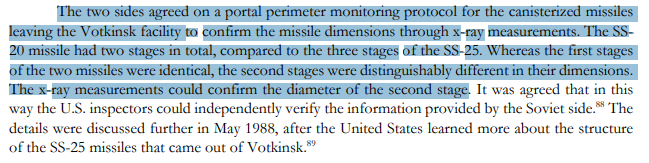 The two sides agreed on a portal perimeter monitoring protocol for the canisterized missiles
leaving the Votkinsk facility to confirm the missile dimensions through x-ray measurements. The SS-
20 missile had two stages in total, compared to the three stages of the SS-25. Whereas the first stages
of the two missiles were identical, the second stages were distinguishably different in their dimensions.
The x-ray measurements could confirm the diameter of the second stage. It was agreed that in this
way the U.S. inspectors could independently verify the information provided by the Soviet side.⁸⁸ The
details were discussed further in May 1988, after the United States learned more about the structure
of the SS-25 missiles that came out of Votkinsk.⁸⁹